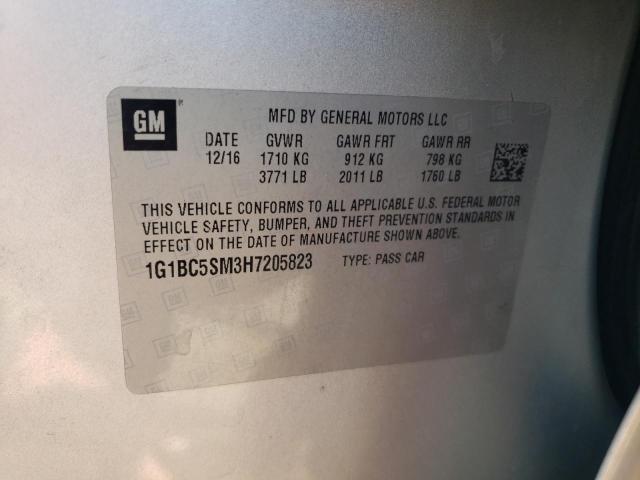 GM
MFD BY GENERAL MOTORS LLC
DATE GVWR GAWR FRT GAWR RR
12/16 1710 KG 912 KG 798 KG
3771 LB 2011 LB 1760 LB
THIS VEHICLE CONFORMS TO ALL APPLICABLE U.S. FEDERAL MOTOR
VEHICLE SAFETY, BUMPER, AND THEFT PREVENTION STANDARDS IN
EFFECT ON THE DATE OF MANUFACTURE SHOWN ABOVE.
1G1BC5SM3H7205823 TYPE: PASS CAR